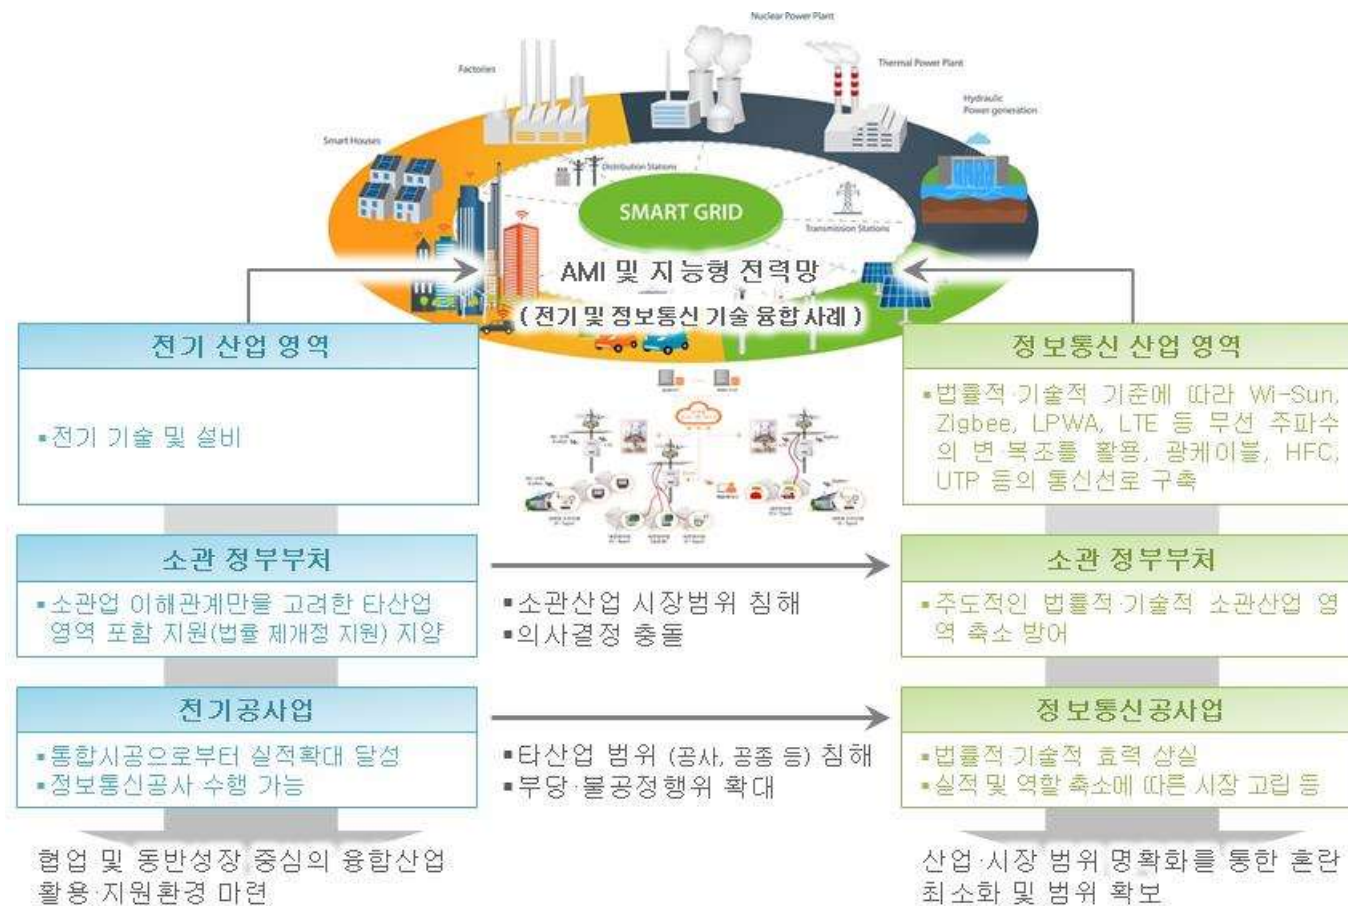 Nuclear Power Plant
Factories
Thermal Power Plant
Hydraulic
Power generation
Smart Houses
Distribution Stations
SMART GRID
Transmission Stations
AMI 및 지능형 전력망
( 전기 및 정보통신 기술 융합 사례 )
전기 산업 영역
▪전기 기술 및 설비
정보통신 산업 영역
▪법률적·기술적 기준에 따라 Wi-Sun,
Zigbee, LPWA, LTE 등 무선 주파수
의 변 복조를 활용, 광케이블, HFC,
UTP 등의 통신선로 구축
소관 정부부처
▪소관업 이해관계만을 고려한 타산업
영역 포함 지원(법률 제개정 지원) 지양
▪소관산업 시장범위 침해
▪의사결정 충돌
소관 정부부처
▪주도적인 법률적·기술적 소관산업 영
역 축소 방어
전기공사업
▪통합시공으로부터 실적확대 달성
▪정보통신공사 수행 가능
▪타산업 범위 (공사, 공종 등) 침해
▪부당·불공정행위 확대
정보통신공사업
▪법률적·기술적 효력 상실
▪실적 및 역할 축소에 따른 시장 고립 등
협업 및 동반성장 중심의 융합산업
활용·지원환경 마련
산업·시장 범위 명확화를 통한 혼란
최소화 및 범위 확보